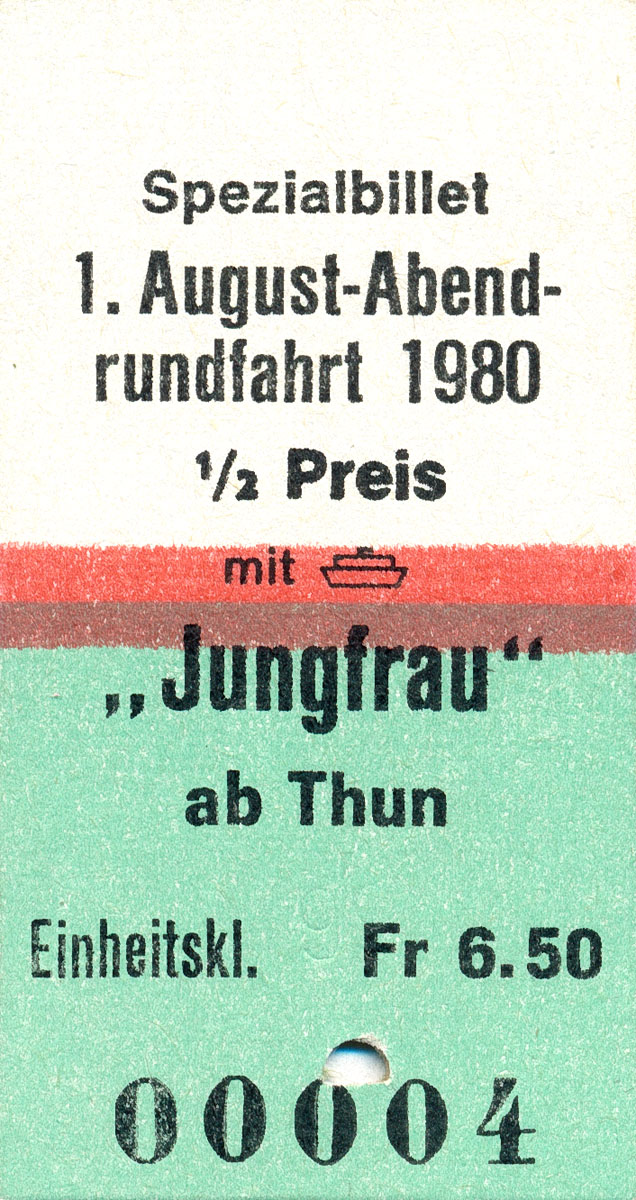 Spezialbillet
1. August-Abend-
rundfahrt 1980
½ Preis
mit
„Jungfrau“
ab Thun
Einheitskl. Fr 6.50
00004